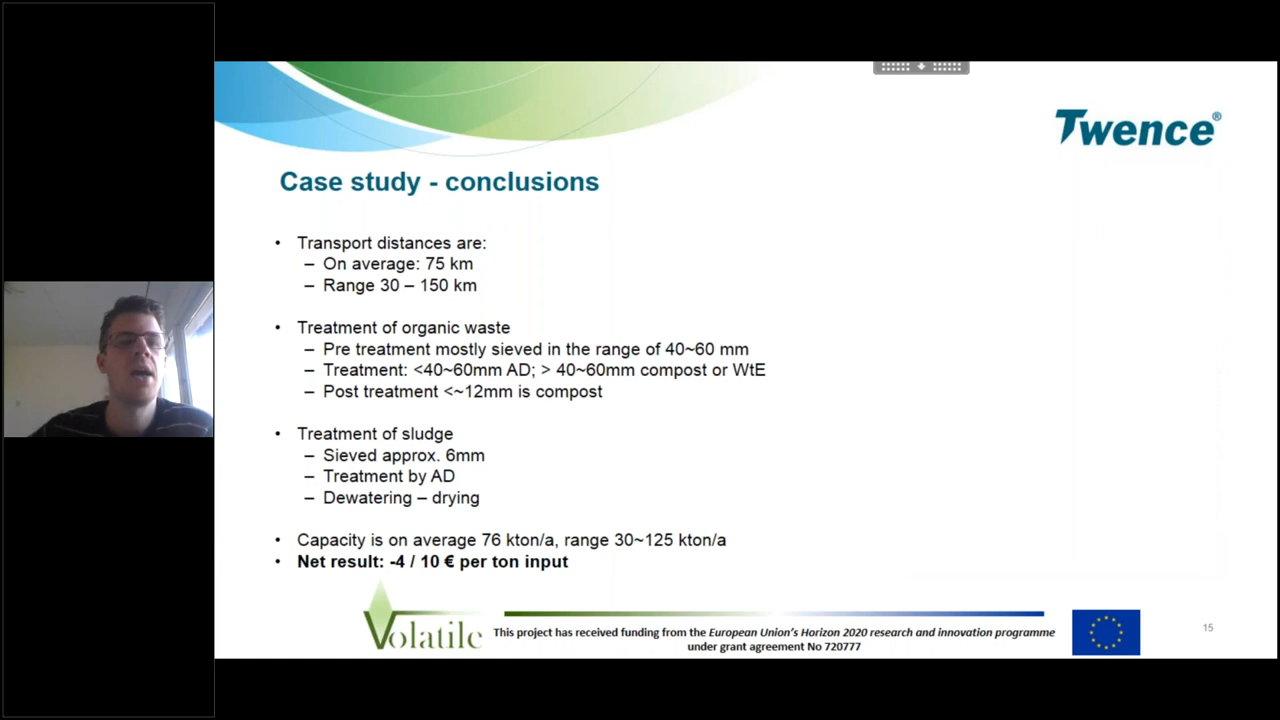 Twence®
Case study - conclusions
• Transport distances are:
– On average: 75 km
– Range 30 – 150 km
• Treatment of organic waste
– Pre treatment mostly sieved in the range of 40~60 mm
– Treatment: <40~60mm AD; > 40~60mm compost or WtE
– Post treatment <~12mm is compost
• Treatment of sludge
– Sieved approx. 6mm
– Treatment by AD
– Dewatering – drying
• Capacity is on average 76 kton/a, range 30~125 kton/a
• Net result: -4 / 10 € per ton input
Volatile
This project has received funding from the European Union's Horizon 2020 research and innovation programme
under grant agreement No 720777
15